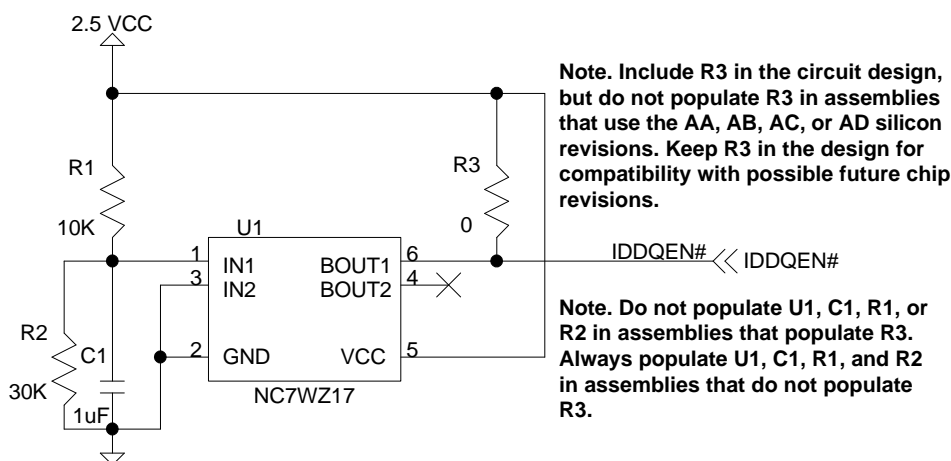 2.5 VCC
Note. Include R3 in the circuit design,
but do not populate R3 in assemblies
that use the AA, AB, AC, or AD silicon
revisions. Keep R3 in the design for
compatibility with possible future chip
revisions.
R1
10K
R3
0
U1
1
IN1
BOUT1
6
3
IN2
BOUT2
4
2
GND
VCC
5
NC7WZ17
IDDQEN#
IDDQEN#
R2
30K
C1
1uF
Note. Do not populate U1, C1, R1, or
R2 in assemblies that populate R3.
Always populate U1, C1, R1, and R2
in assemblies that do not populate
R3.